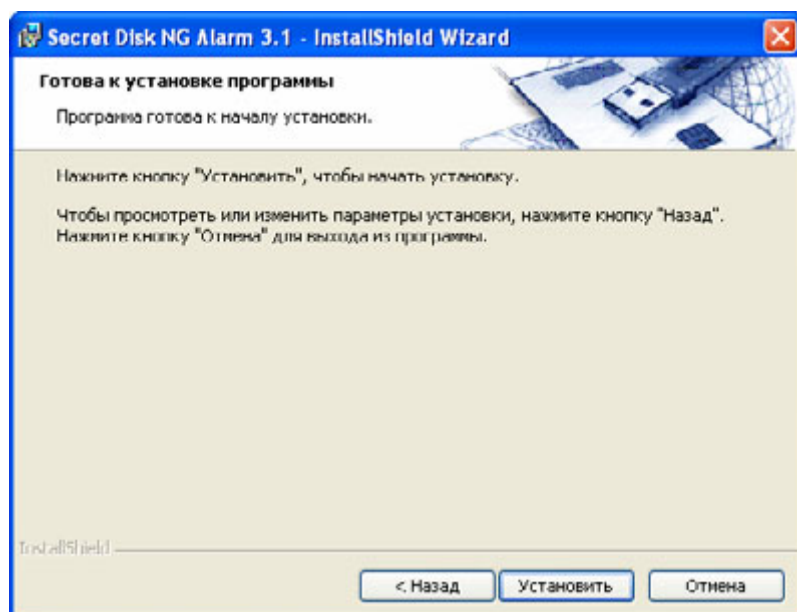 Secret Disk NG Alarm 3.1 - InstallShield Wizard
Готова к установке программы
Программа готова к началу установки.
Нажмите кнопку "Установить", чтобы начать установку.
Чтобы просмотреть или изменить параметры установки, нажмите кнопку "Назад".
Нажмите кнопку "Отмена" для выхода из программы.
InstallShield
< Назад
Установить
Отмена